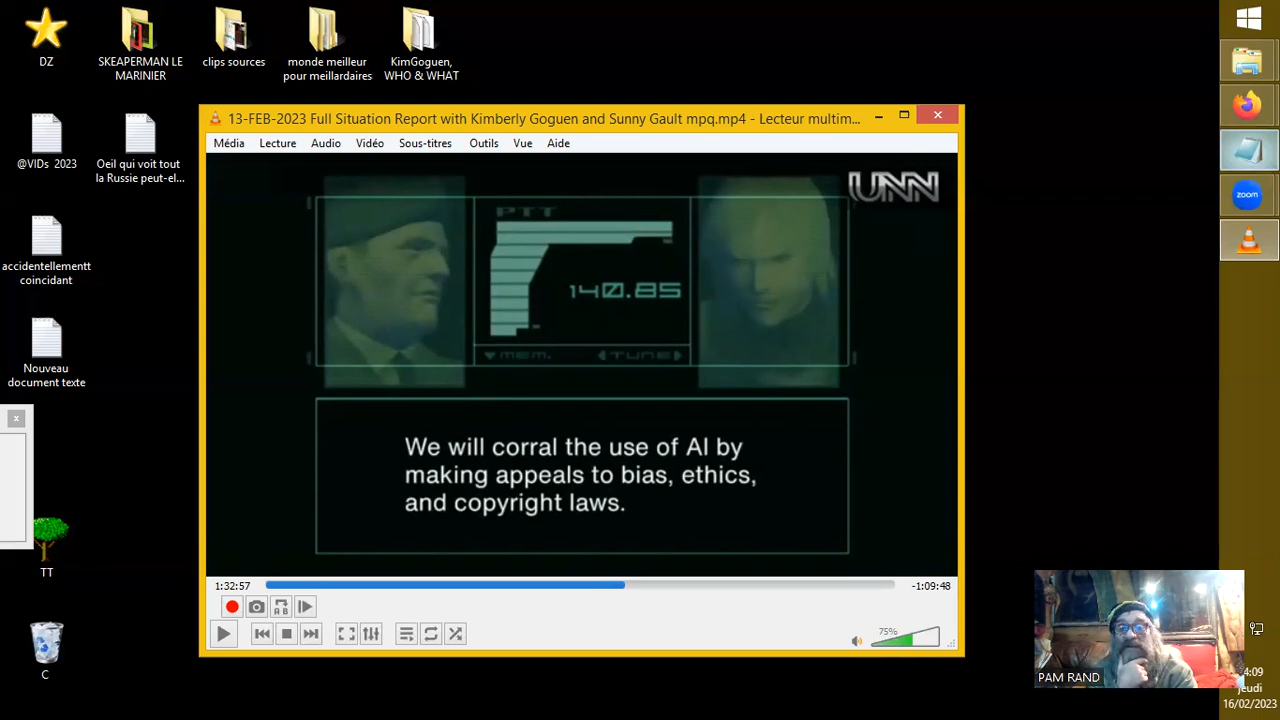 DZ
SKEAPERMAN LE
MARINIER
clips sources
monde meilleur
pour meillardaires
KimGoguen,
WHO & WHAT
@VIDs 2023
Oeil qui voit tout
la Russie peut-el...
accidentellementt
coincidant
Nouveau
document texte
x
TT
C
13-FEB-2023 Full Situation Report with Kimberly Goguen and Sunny Gault mpq.mp4 - Lecteur multim...
Média Lecture Audio Vidéo Sous-titres Outils Vue Aide
UNN
PTT
140.85
MEM. TUNE
We will corral the use of AI by
making appeals to bias, ethics,
and copyright laws.
1:32:57 -1:09:48
A B
75%
zoom
PAM RAND
4:09
jeudi
16/02/2023